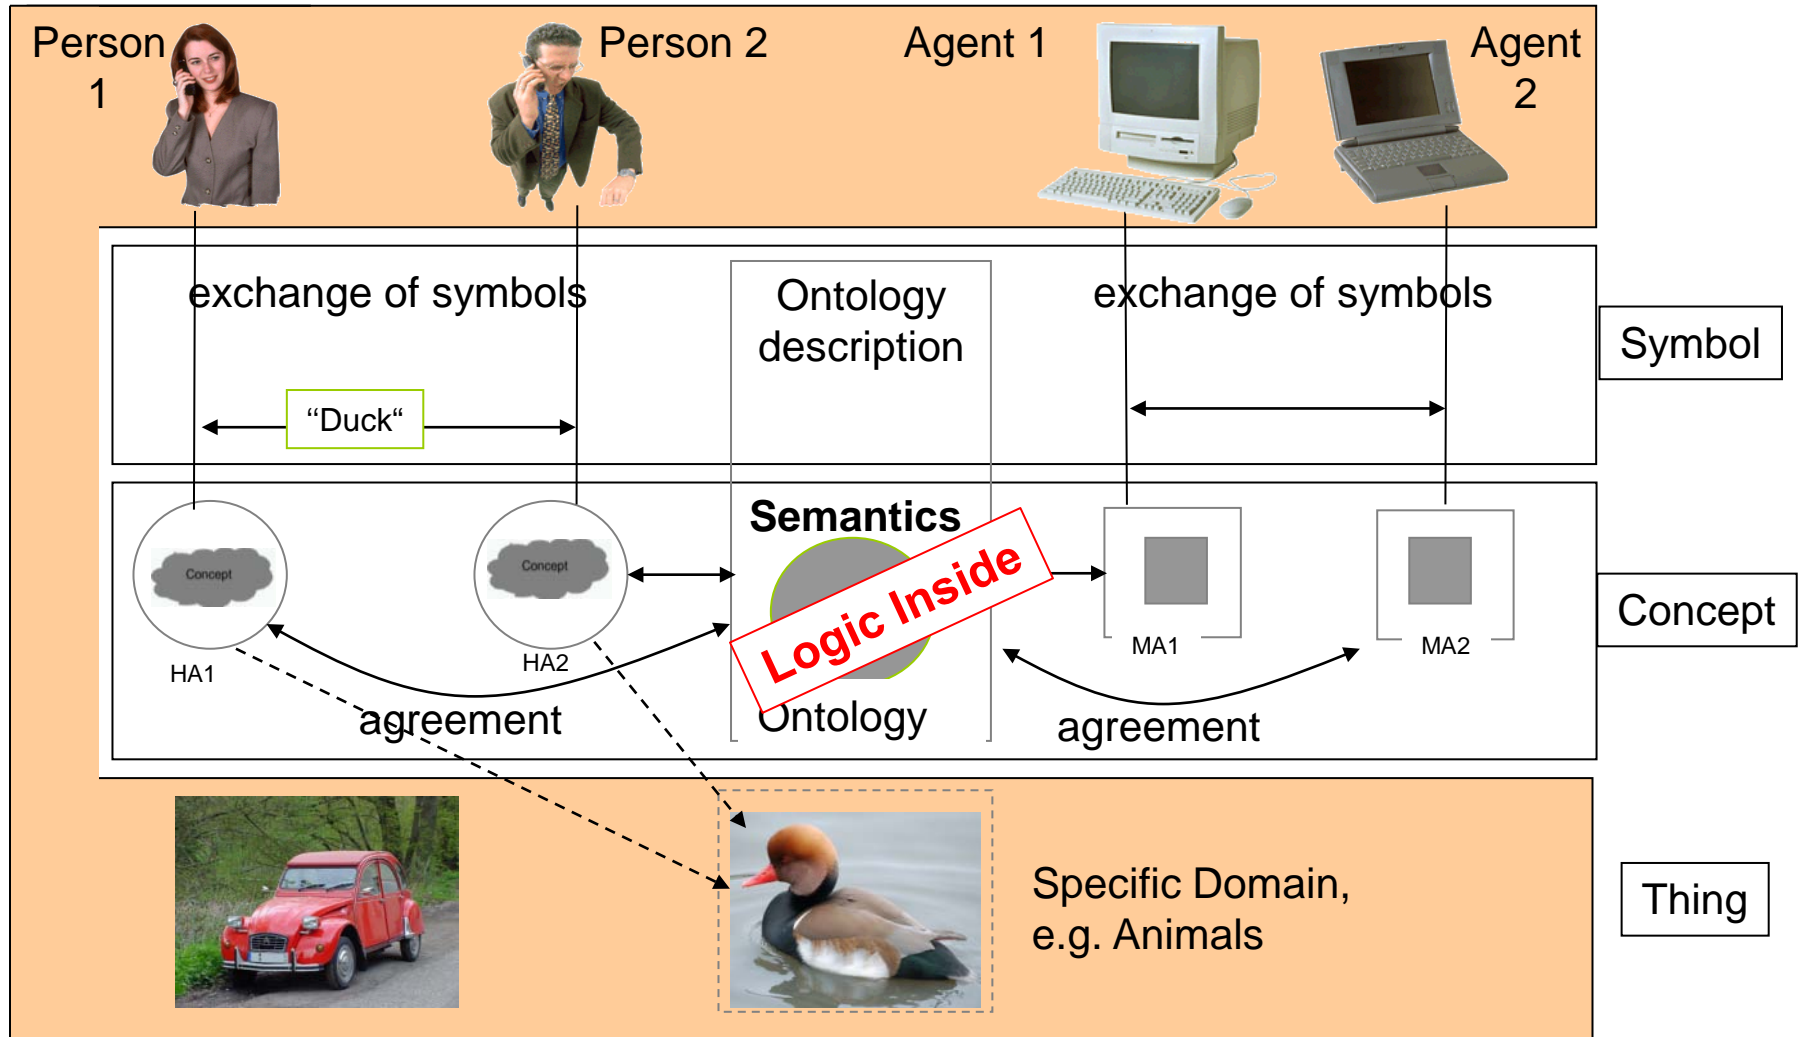 Person
1
Person 2
Agent 1
Agent
2
exchange of symbols
Ontology
description
exchange of symbols
Symbol
“Duck“
Semantics
Concept
Concept
Logic Inside
Concept
HA1
HA2
MA1
MA2
agreement
Ontology
agreement
Specific Domain,
e.g. Animals
Thing